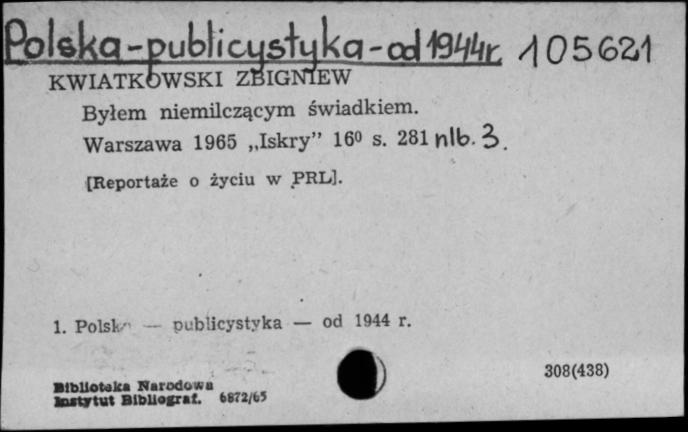 Polska-publicystyka-od 1944r. 105621
KWIATKOWSKI ZBIGNIEW
Byłem niemilczącym świadkiem.
Warszawa 1965 „Iskry” 16⁰ s. 281 nlb. 3.
[Reportaże o życiu w PRL].
1. Polska — publicystyka — od 1944 r.
308(438)
Biblioteka Narodowa
Instytut Bibliograf. 6872/65